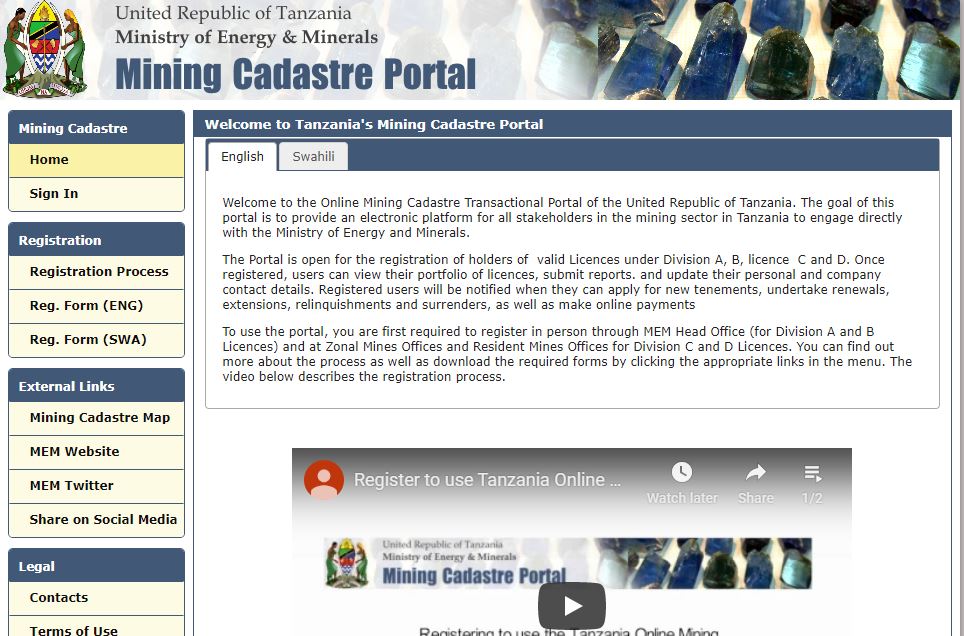 United Republic of Tanzania
Ministry of Energy & Minerals
Mining Cadastre Portal
Mining Cadastre
Home
Sign In
Registration
Registration Process
Reg. Form (ENG)
Reg. Form (SWA)
External Links
Mining Cadastre Map
MEM Website
MEM Twitter
Share on Social Media
Legal
Contacts
Terms of Use
Welcome to Tanzania's Mining Cadastre Portal
English
Swahili
Welcome to the Online Mining Cadastre Transactional Portal of the United Republic of Tanzania. The goal of this
portal is to provide an electronic platform for all stakeholders in the mining sector in Tanzania to engage directly
with the Ministry of Energy and Minerals.
The Portal is open for the registration of holders of  valid Licences under Division A, B, licence  C and D. Once
registered, users can view their portfolio of licences, submit reports. and update their personal and company
contact details. Registered users will be notified when they can apply for new tenements, undertake renewals,
extensions, relinquishments and surrenders, as well as make online payments
To use the portal, you are first required to register in person through MEM Head Office (for Division A and B
Licences) and at Zonal Mines Offices and Resident Mines Offices for Division C and D Licences. You can find out
more about the process as well as download the required forms by clicking the appropriate links in the menu. The
video below describes the registration process.
Register to use Tanzania Online ...
Watch later
Share
1/2
United Republic of Tanzania
Ministry of Energy & Minerals
Mining Cadastre Portal
Registering to use the Tanzania Online Mining